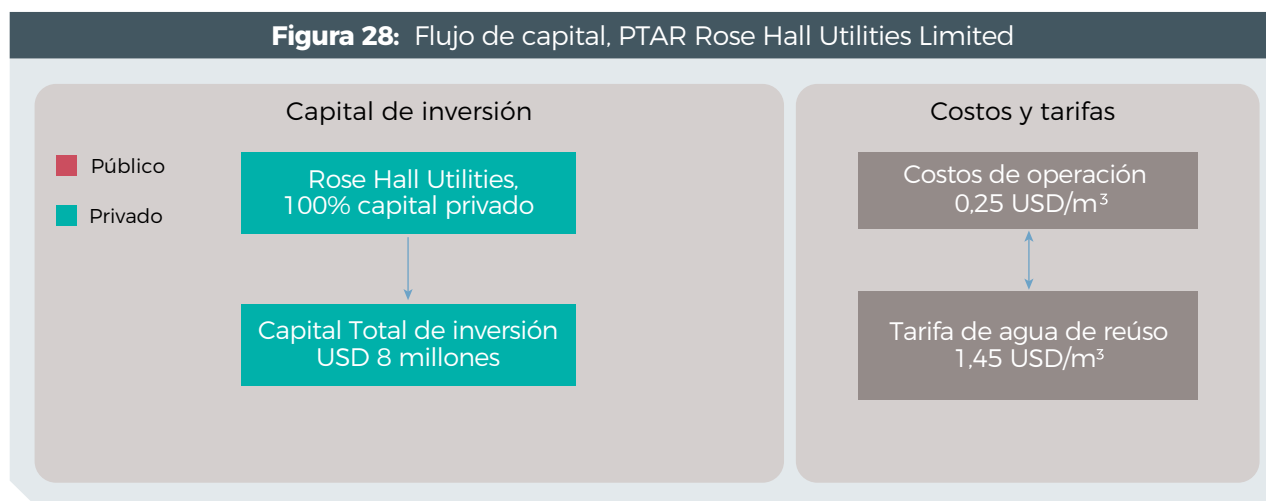 Figura 28: Flujo de capital, PTAR Rose Hall Utilities Limited
Capital de inversión
Público
Privado
Rose Hall Utilities,
100% capital privado
Capital Total de inversión
USD 8 millones
Costos y tarifas
Costos de operación
0,25 USD/m³
Tarifa de agua de reúso
1,45 USD/m³